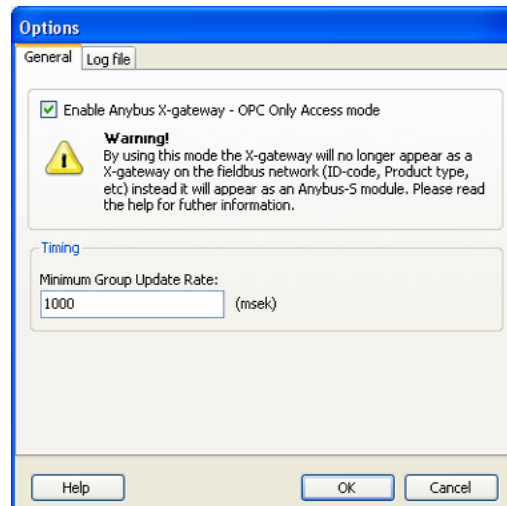 Options
General Log file
Enable Anybus X-gateway - OPC Only Access mode
Warning!
By using this mode the X-gateway will no longer appear as a
X-gateway on the fieldbus network (ID-code, Product type,
etc) instead it will appear as an Anybus-S module. Please read
the help for futher information.
Timing
Minimum Group Update Rate:
1000 (msek)
Help OK Cancel